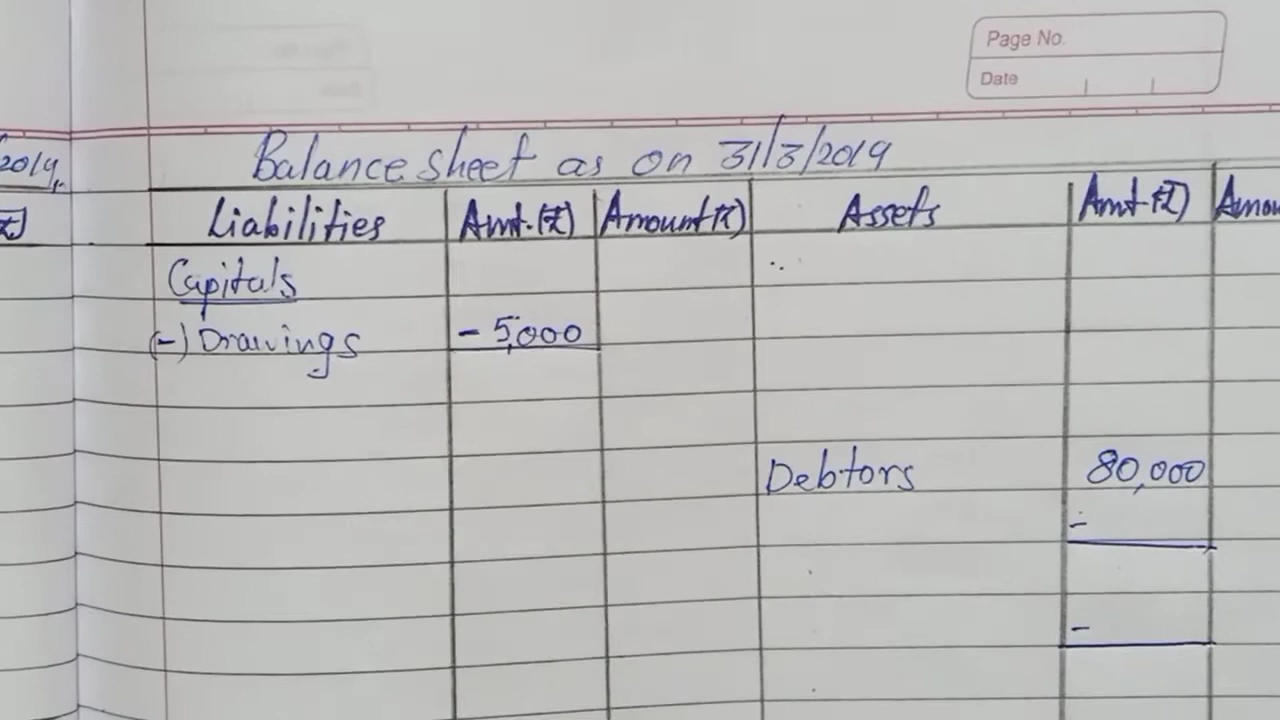 Page No.
Date
2019,
Balance sheet as on 31/3/2019
(₹) Liabilities Amt.(₹) Amount(₹) Assets Amt.(₹) Amou
Capitals
(-) Drawings - 5,000
Debtors 80,000
-
-